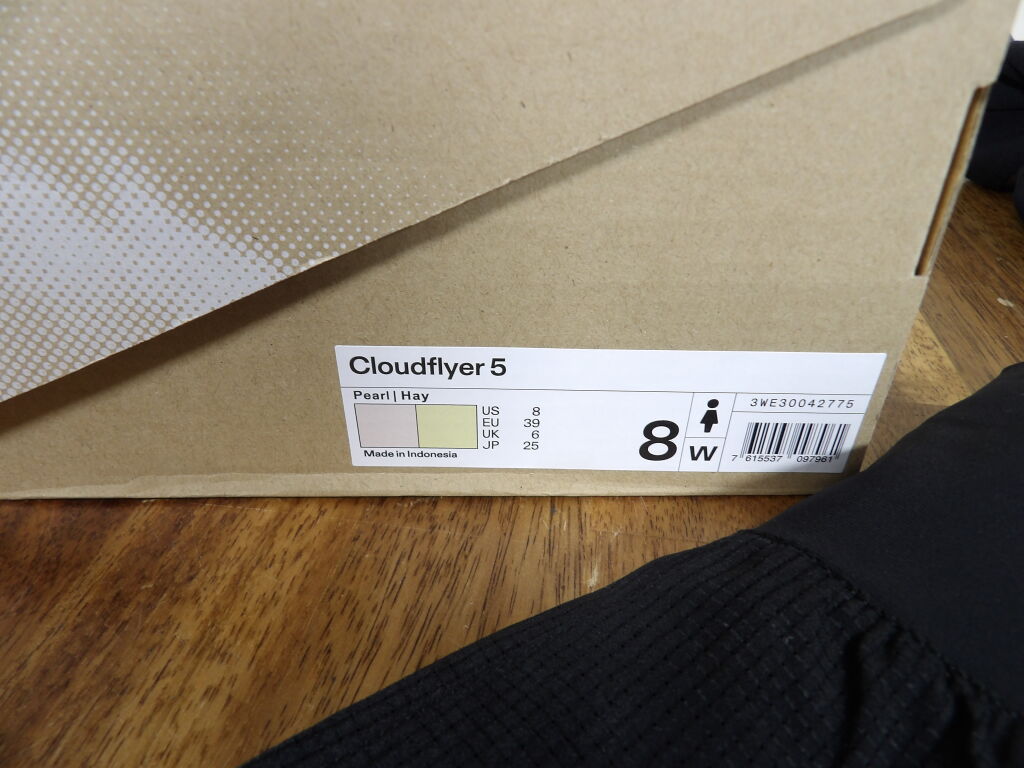 Cloudflyer 5
Pearl | Hay
US 8
EU 39
UK 6
JP 25
Made in Indonesia
8
W
3WE30042775
7 615537 097961